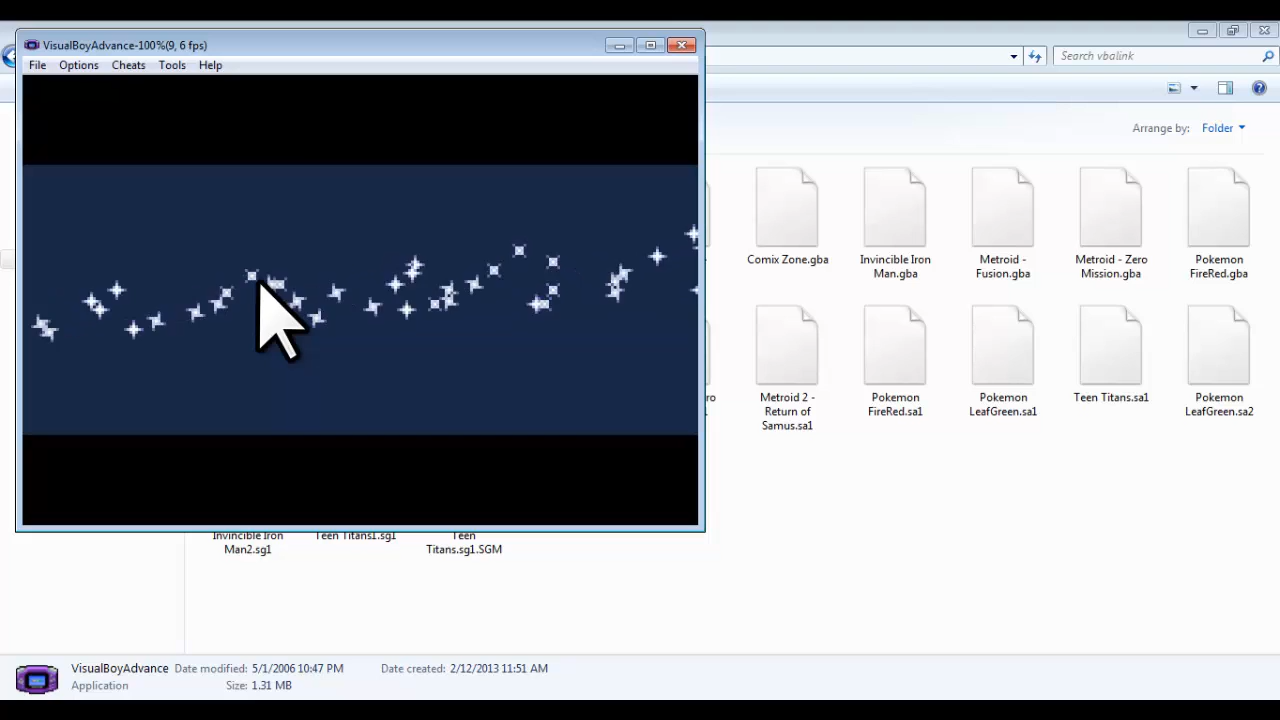 VisualBoyAdvance-100%(9, 6 fps)
File Options Cheats Tools Help
Search vbalink
Arrange by: Folder
Comix Zone.gba
Invincible Iron
Man.gba
Metroid -
Fusion.gba
Metroid - Zero
Mission.gba
Pokemon
FireRed.gba
Metroid 2 -
Return of
Samus.sa1
Pokemon
FireRed.sa1
Pokemon
LeafGreen.sa1
Teen Titans.sa1
Pokemon
LeafGreen.sa2
Invincible Iron
Man2.sg1
Teen Titans1.sg1
Teen
Titans.sg1.SGM
VisualBoyAdvance Date modified: 5/1/2006 10:47 PM Date created: 2/12/2013 11:51 AM
Application Size: 1.31 MB